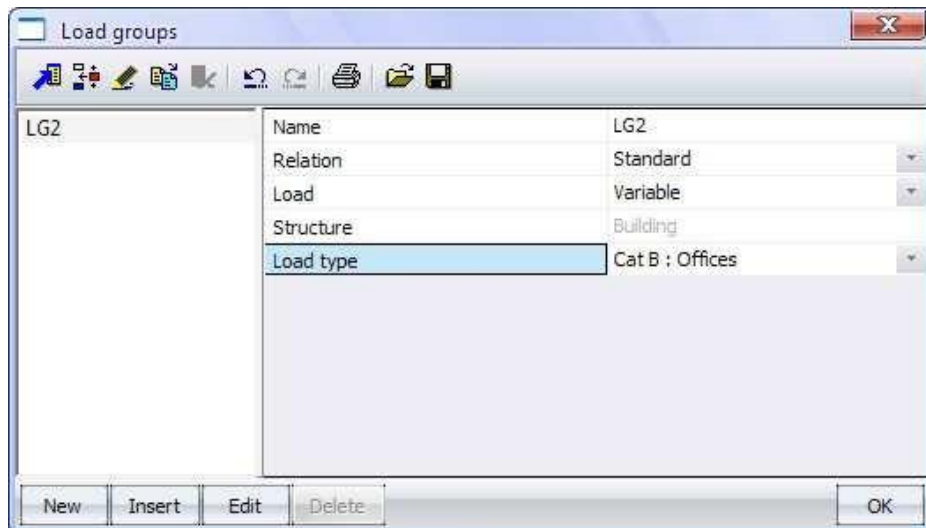 Load groups
LG2
Name LG2
Relation Standard
Load Variable
Structure Building
Load type Cat B : Offices
New Insert Edit Delete OK